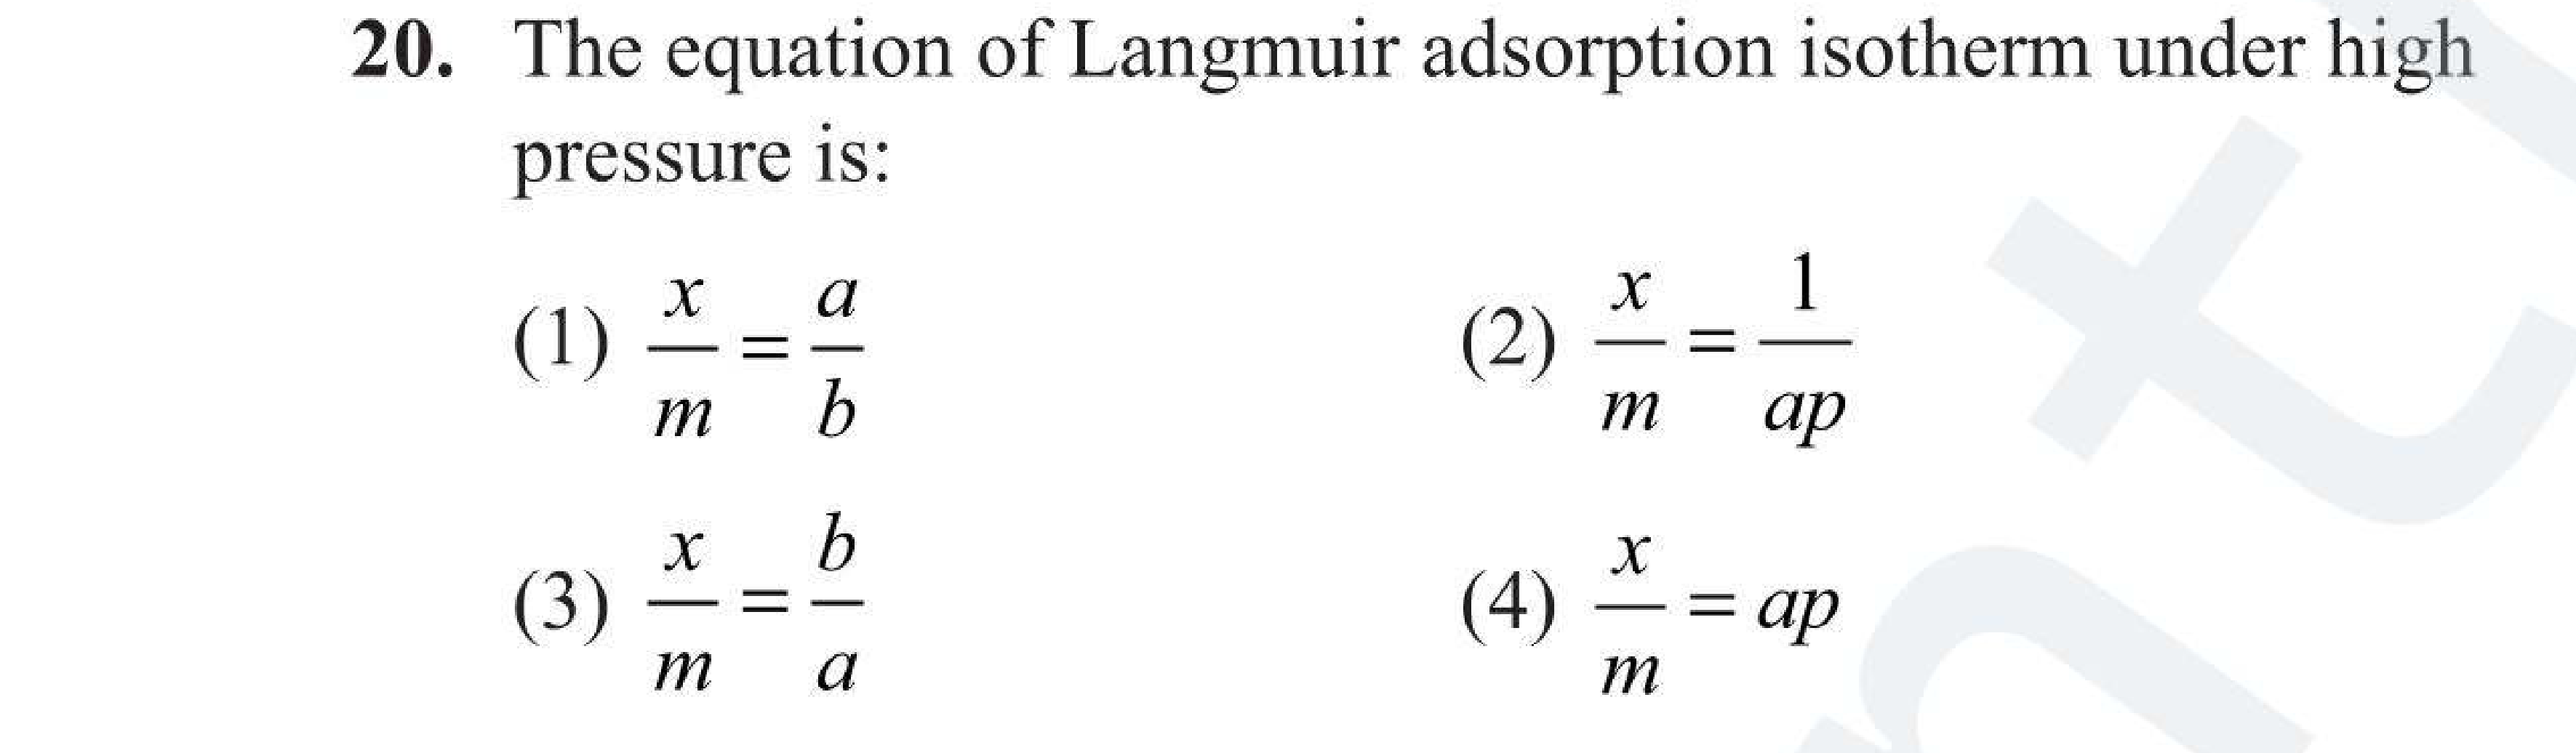 20. The equation of Langmuir adsorption isotherm under high
pressure is:
(1) x/m = a/b (2) x/m = 1/ap
(3) x/m = b/a (4) x/m = ap